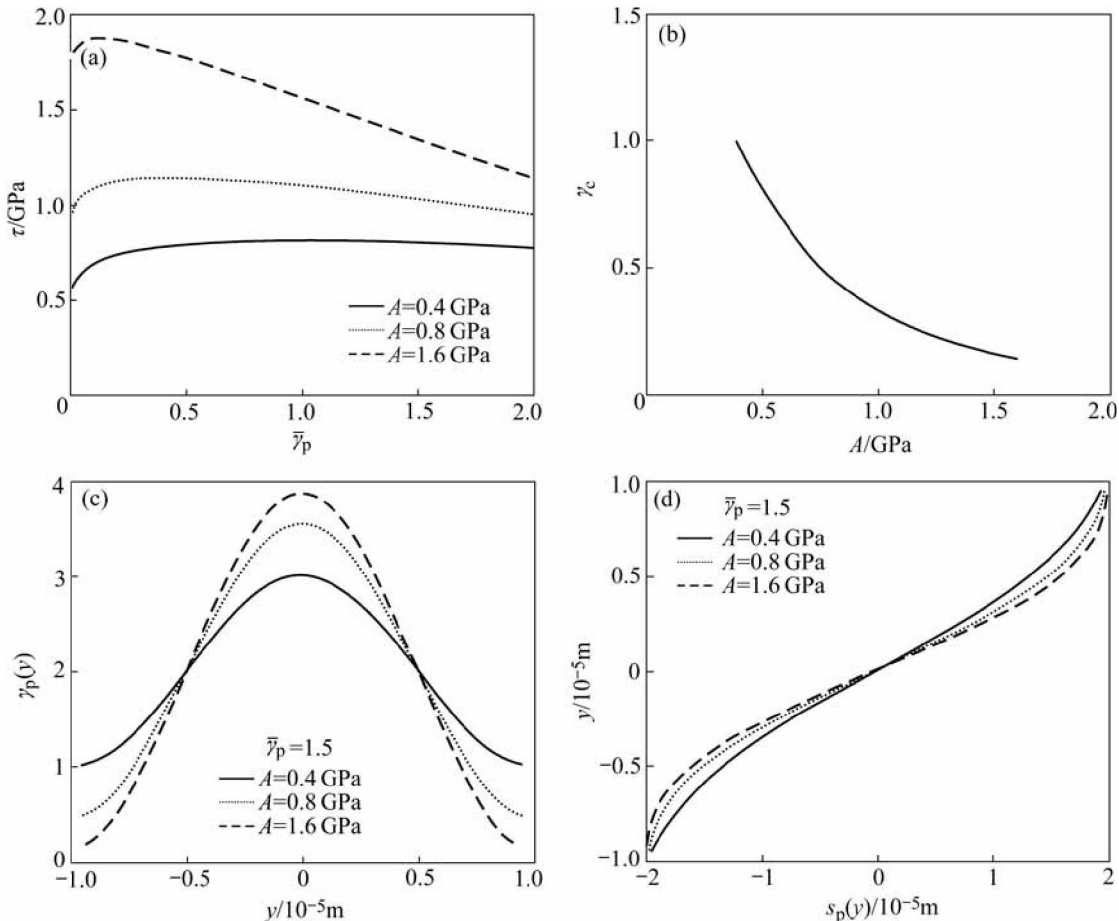 (a)
2.0
1.5
1.0
0.5
0
0.5
1.0
1.5
2.0
τ/GPa
γ̄ₚ
A=0.4 GPa
A=0.8 GPa
A=1.6 GPa
(b)
1.5
1.0
0.5
0
0.5
1.0
1.5
2.0
γc
A/GPa
(c)
4
3
2
1
0
-1.0
-0.5
0
0.5
1.0
γₚ(y)
y/10⁻⁵m
γ̄ₚ=1.5
A=0.4 GPa
A=0.8 GPa
A=1.6 GPa
(d)
1.0
0.5
0
-0.5
-1.0
-2
-1
0
1
2
y/10⁻⁵m
sₚ(y)/10⁻⁵m
γ̄ₚ=1.5
A=0.4 GPa
A=0.8 GPa
A=1.6 GPa